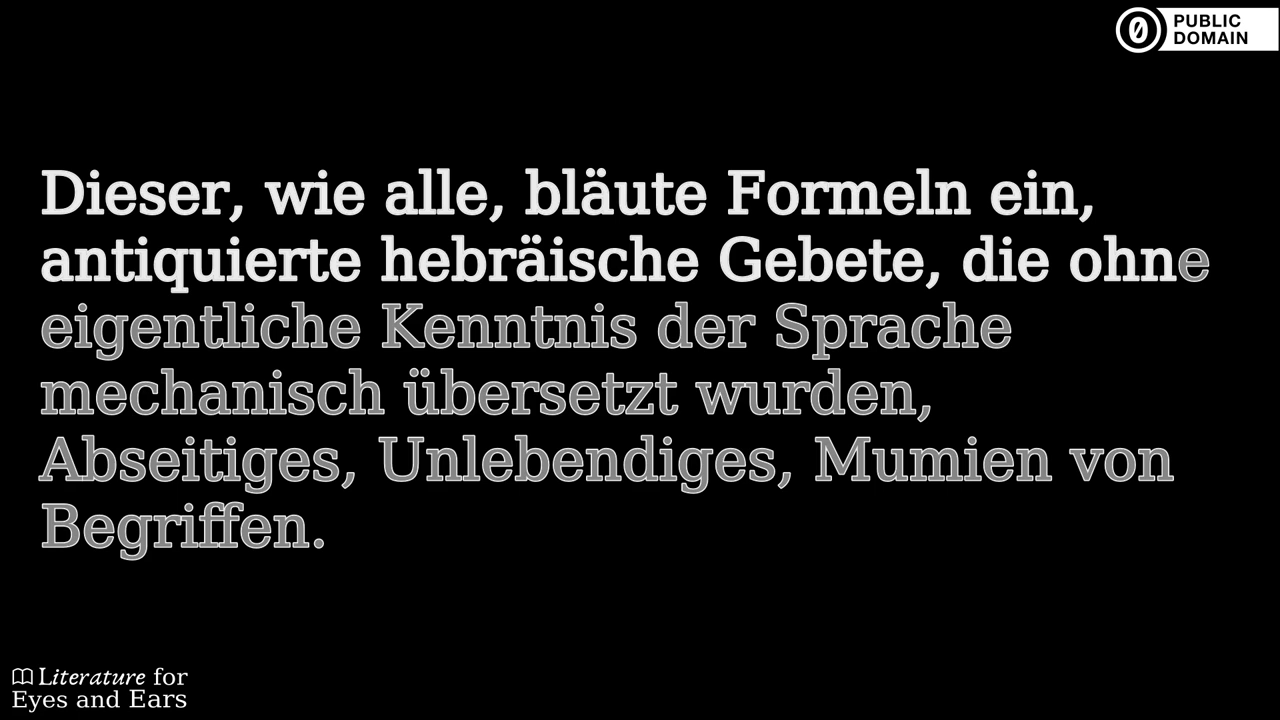 PUBLIC
DOMAIN
Dieser, wie alle, bläute Formeln ein,
antiquierte hebräische Gebete, die ohne
eigentliche Kenntnis der Sprache
mechanisch übersetzt wurden,
Abseitiges, Unlebendiges, Mumien von
Begriffen.
Literature for
Eyes and Ears